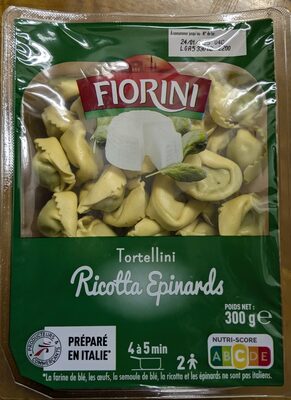 FIORINI
Tortellini
Ricotta Epinards
POIDS NET :
300 g e
PRÉPARÉ
EN ITALIE*
4 à 5 min
2
NUTRI-SCORE
A B C D E
*La farine de blé, les œufs, la semoule de blé, la ricotta et les épinards ne sont pas italiens.